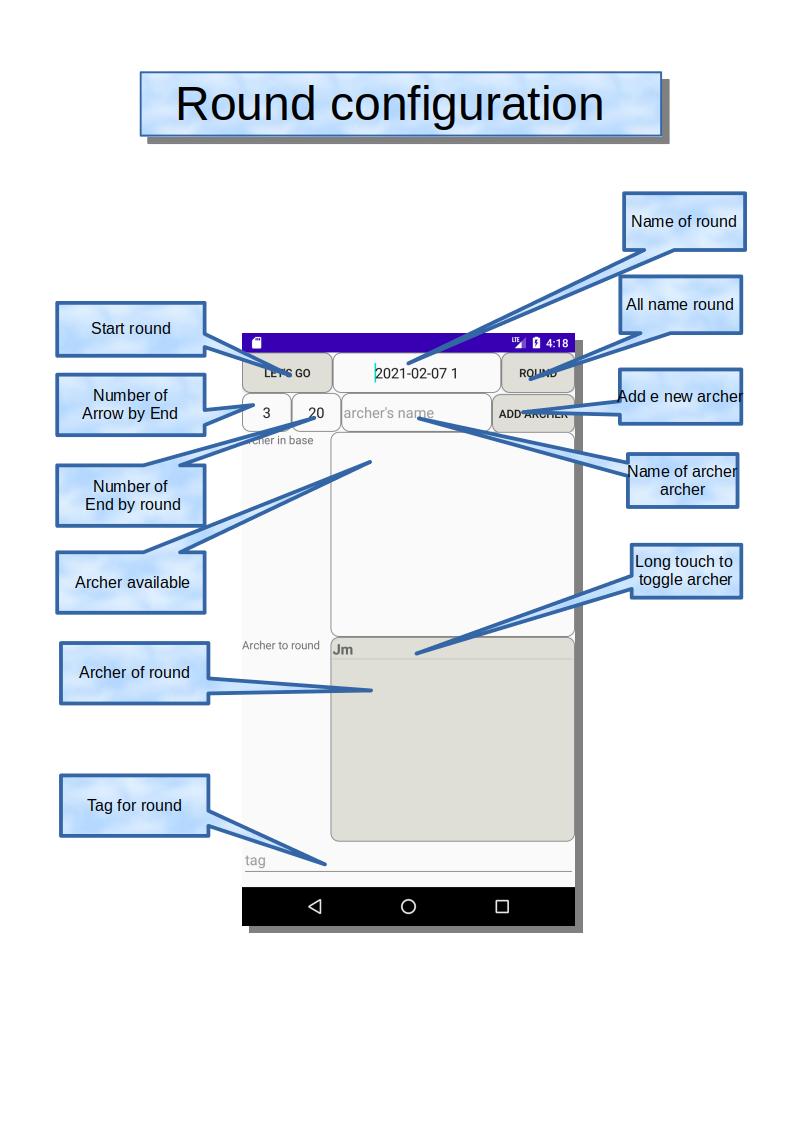 Round configuration
Name of round
All name round
Start round
LTE
4:18
LET'S GO
2021-02-07 1
ROUND
Number of
Arrow by End
3
20
archer's name
ADD ARCHER
Add e new archer
Archer in base
Name of archer
archer
Number of
End by round
Archer available
Long touch to
toggle archer
Archer to round
Jm
Archer of round
Tag for round
tag